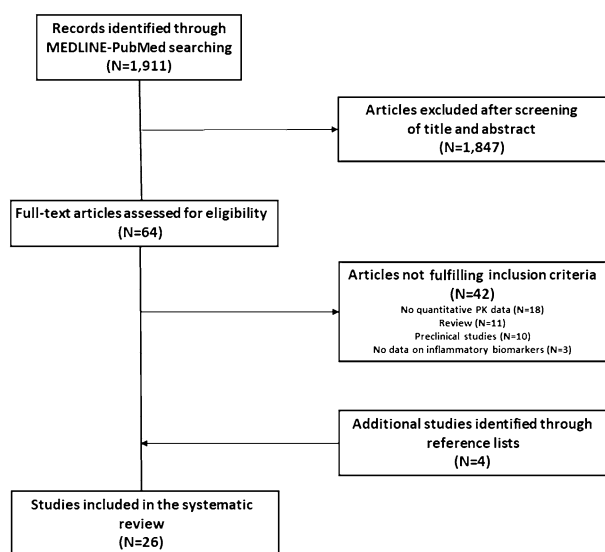 Records identified through
MEDLINE-PubMed searching
(N=1,911)
Articles excluded after screening
of title and abstract
(N=1,847)
Full-text articles assessed for eligibility
(N=64)
Articles not fulfilling inclusion criteria
(N=42)
No quantitative PK data (N=18)
Review (N=11)
Preclinical studies (N=10)
No data on inflammatory biomarkers (N=3)
Additional studies identified through
reference lists
(N=4)
Studies included in the systematic
review
(N=26)